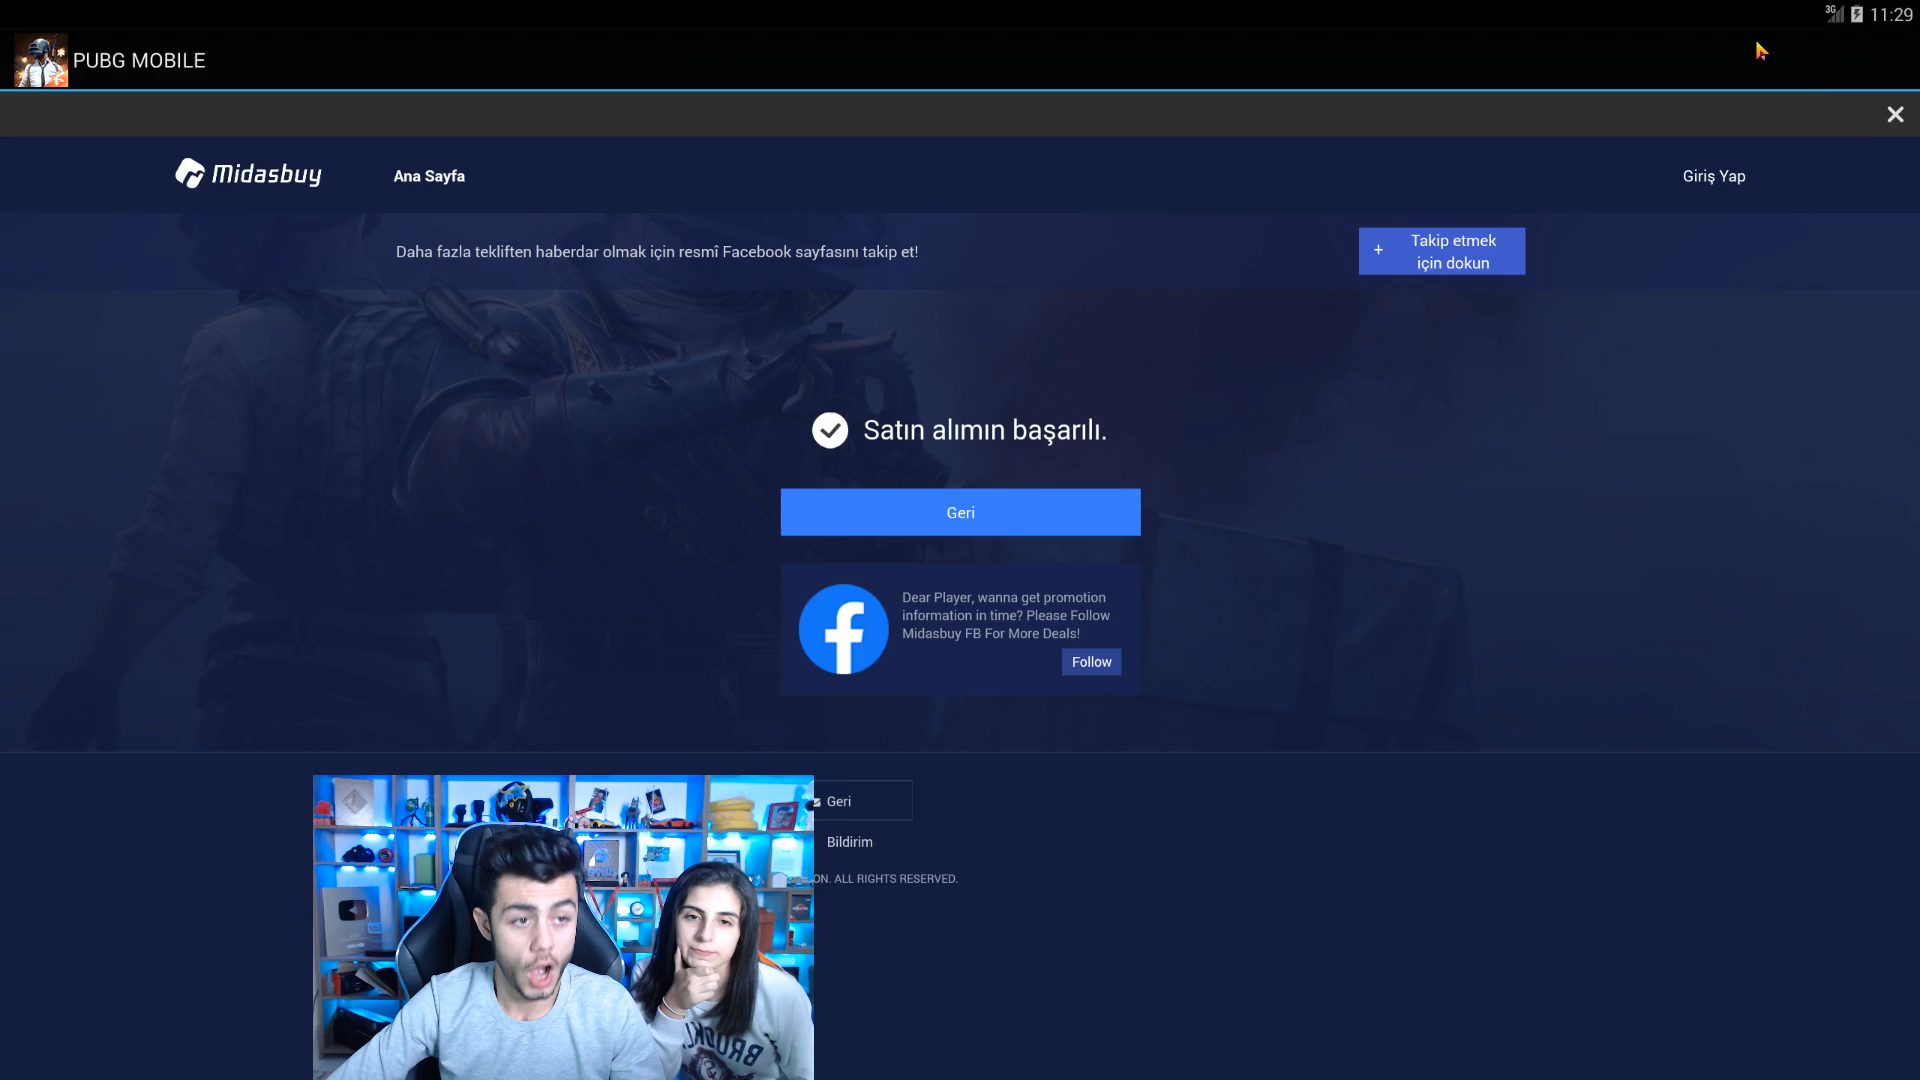 3G 11:29
PUBG MOBILE
Midasbuy Ana Sayfa Giriş Yap
Daha fazla tekliften haberdar olmak için resmî Facebook sayfasını takip et!
+ Takip etmek
için dokun
Satın alımın başarılı.
Geri
Dear Player, wanna get promotion
information in time? Please Follow
Midasbuy FB For More Deals!
Follow
Geri
Bildirim
ON. ALL RIGHTS RESERVED.